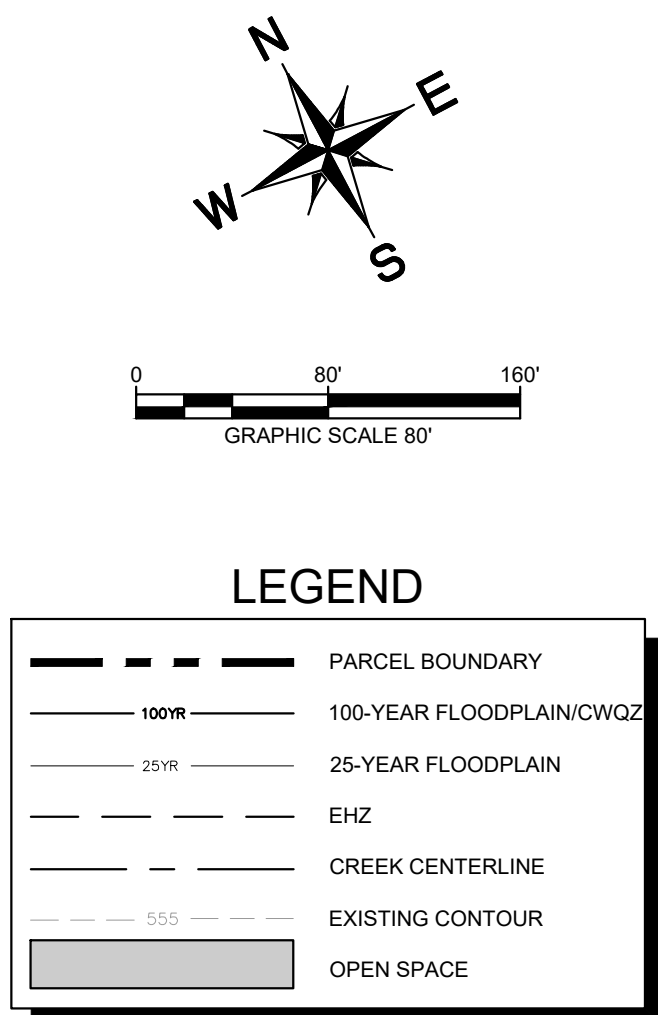 N
E
W
S
0 80' 160'
GRAPHIC SCALE 80'
LEGEND
PARCEL BOUNDARY
100YR 100-YEAR FLOODPLAIN/CWQZ
25YR 25-YEAR FLOODPLAIN
EHZ
CREEK CENTERLINE
555 EXISTING CONTOUR
OPEN SPACE